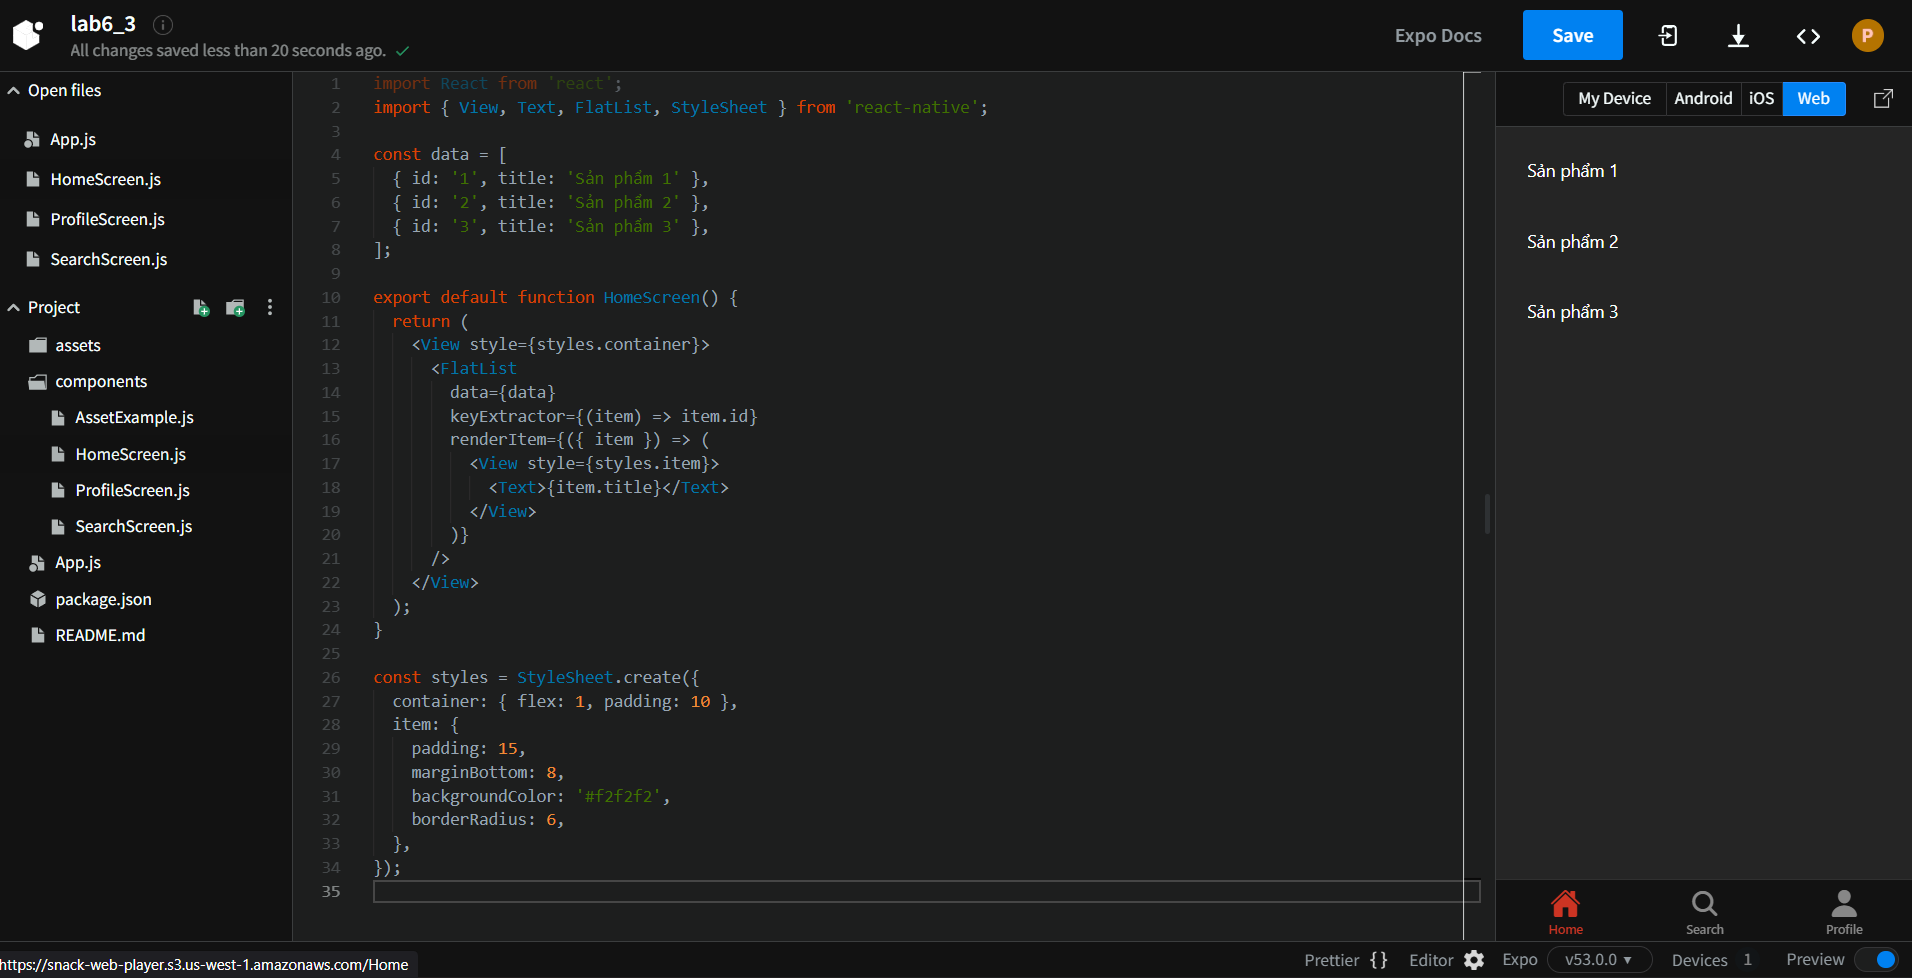 lab6_3
All changes saved less than 20 seconds ago.
Expo Docs
Save
P
Open files
App.js
HomeScreen.js
ProfileScreen.js
SearchScreen.js
Project
assets
components
AssetExample.js
HomeScreen.js
ProfileScreen.js
SearchScreen.js
App.js
package.json
README.md
https://snack-web-player.s3.us-west-1.amazonaws.com/Home
1 import React from 'react';
2 import { View, Text, FlatList, StyleSheet } from 'react-native';
3
4 const data = [
5 { id: '1', title: 'Sản phẩm 1' },
6 { id: '2', title: 'Sản phẩm 2' },
7 { id: '3', title: 'Sản phẩm 3' },
8 ];
9
10 export default function HomeScreen() {
11 return (
12 <View style={styles.container}>
13 <FlatList
14 data={data}
15 keyExtractor={(item) => item.id}
16 renderItem={({ item }) => (
17 <View style={styles.item}>
18 <Text>{item.title}</Text>
19 </View>
20 )}
21 />
22 </View>
23 );
24 }
25
26 const styles = StyleSheet.create({
27 container: { flex: 1, padding: 10 },
28 item: {
29 padding: 15,
30 marginBottom: 8,
31 backgroundColor: '#f2f2f2',
32 borderRadius: 6,
33 },
34 });
35
My Device Android iOS Web
Sản phẩm 1
Sản phẩm 2
Sản phẩm 3
Home Search Profile
Prettier {} Editor Expo v53.0.0 Devices 1 Preview